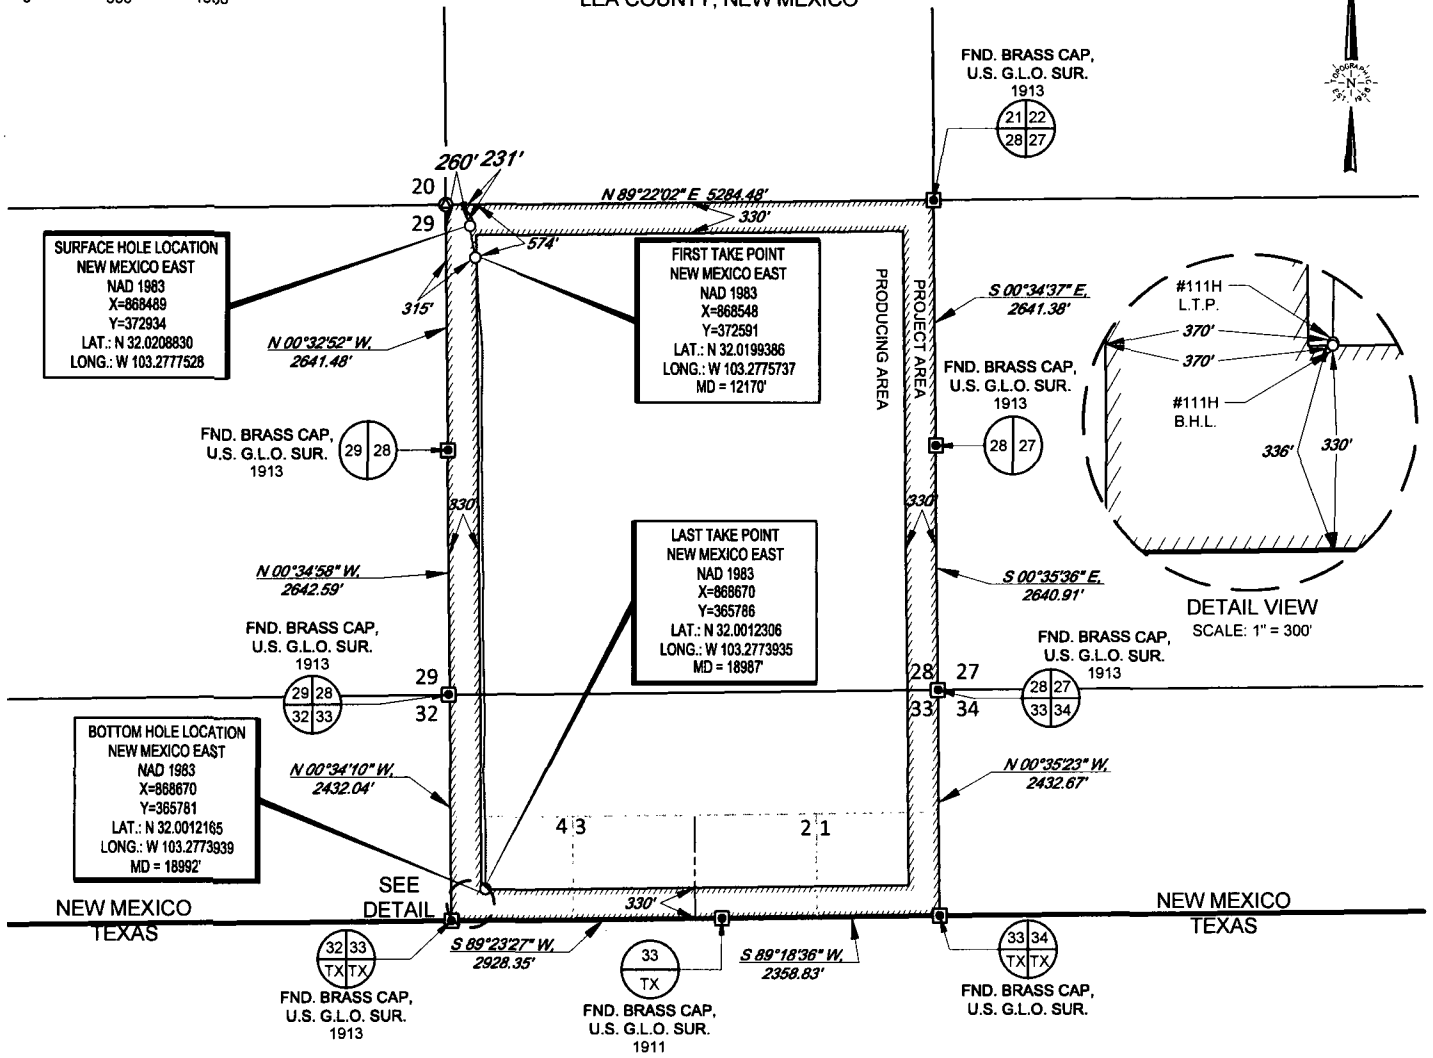 LEA COUNTY, NEW MEXICO
FND. BRASS CAP,
U.S. G.L.O. SUR.
1913
21 22
28 27
TOPOGRAPHIC
N
EST. 1958
260' 231'
20
29
N 89°22'02" E 5284.48'
330'
574'
315'
SURFACE HOLE LOCATION
NEW MEXICO EAST
NAD 1983
X=868489
Y=372934
LAT.: N 32.0208830
LONG.: W 103.2777528
FIRST TAKE POINT
NEW MEXICO EAST
NAD 1983
X=868548
Y=372591
LAT.: N 32.0199386
LONG.: W 103.2775737
MD = 12170'
PRODUCING AREA
PROJECT AREA
S 00°34'37" E,
2641.38'
N 00°32'52" W,
2641.48'
#111H
L.T.P.
370'
370'
#111H
B.H.L.
336'
330'
DETAIL VIEW
SCALE: 1" = 300'
FND. BRASS CAP,
U.S. G.L.O. SUR.
1913
28 27
FND. BRASS CAP,
U.S. G.L.O. SUR.
1913
29 28
330'
330'
LAST TAKE POINT
NEW MEXICO EAST
NAD 1983
X=868670
Y=365786
LAT.: N 32.0012306
LONG.: W 103.2773935
MD = 18987'
N 00°34'58" W,
2642.59'
S 00°35'36" E,
2640.91'
FND. BRASS CAP,
U.S. G.L.O. SUR.
1913
29 28
32 33
29
32
28 27
33 34
FND. BRASS CAP,
U.S. G.L.O. SUR.
1913
28 27
33 34
BOTTOM HOLE LOCATION
NEW MEXICO EAST
NAD 1983
X=868670
Y=365781
LAT.: N 32.0012165
LONG.: W 103.2773939
MD = 18992'
N 00°34'10" W,
2432.04'
N 00°35'23" W,
2432.67'
4 3
2 1
SEE
DETAIL
330'
NEW MEXICO
TEXAS
NEW MEXICO
TEXAS
S 89°23'27" W,
2928.35'
S 89°18'36" W,
2358.83'
32 33
TX TX
FND. BRASS CAP,
U.S. G.L.O. SUR.
1913
33
TX
FND. BRASS CAP,
U.S. G.L.O. SUR.
1911
33 34
TX TX
FND. BRASS CAP,
U.S. G.L.O. SUR.